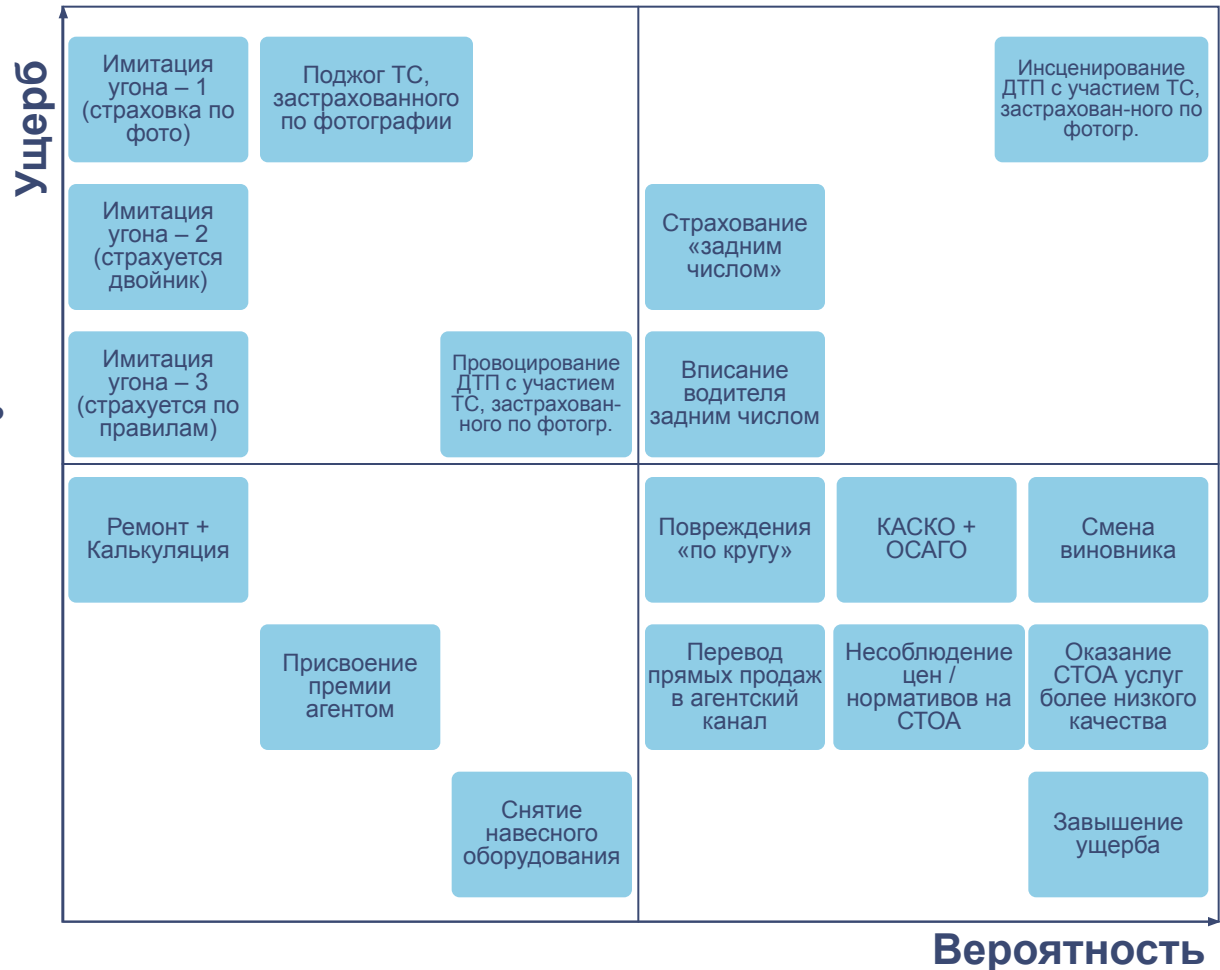 Ущерб
Имитация
угона – 1
(страховка по
фото)
Поджог ТС,
застрахованного
по фотографии
Инсценирование
ДТП с участием ТС,
застрахован-ного по
фотогр.
Имитация
угона – 2
(страхуется
двойник)
Страхование
«задним
числом»
Имитация
угона – 3
(страхуется по
правилам)
Провоцирование
ДТП с участием
ТС, застрахован-
ного по фотогр.
Вписание
водителя
задним числом
Ремонт +
Калькуляция
Повреждения
«по кругу»
КАСКО +
ОСАГО
Смена
виновника
Присвоение
премии
агентом
Перевод
прямых продаж
в агентский
канал
Несоблюдение
цен /
нормативов на
СТОА
Оказание
СТОА услуг
более низкого
качества
Снятие
навесного
оборудования
Завышение
ущерба
Вероятность